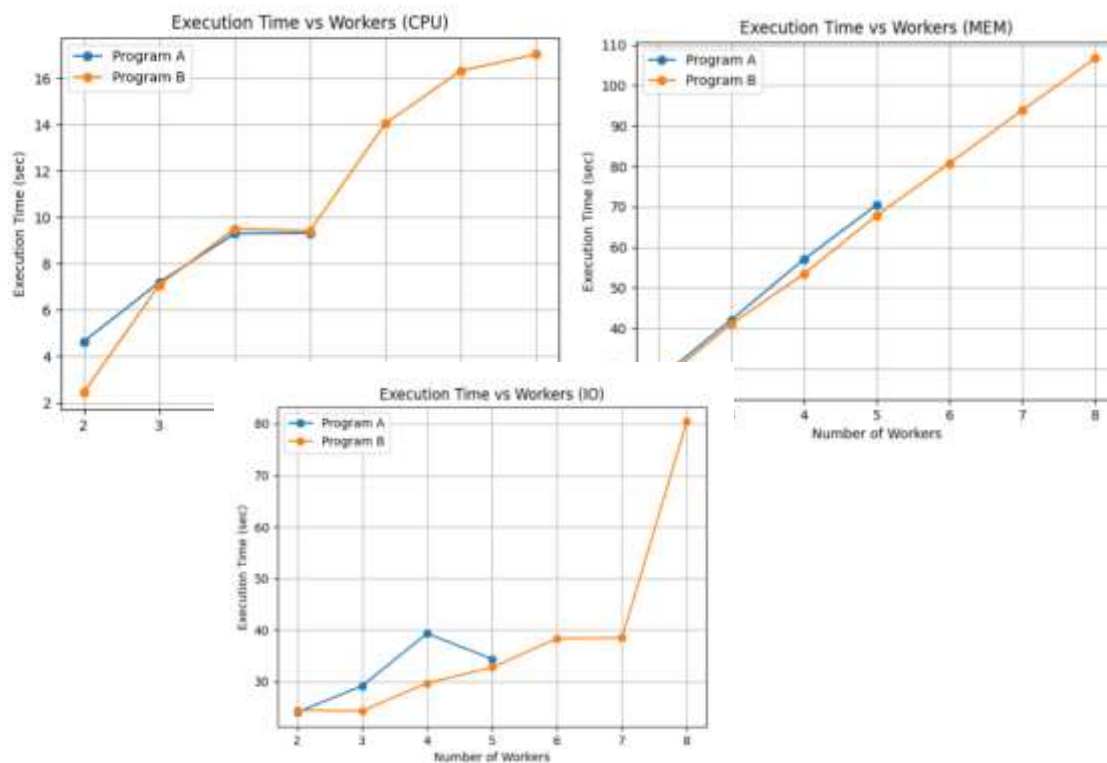 Execution Time vs Workers (CPU)
Program A
Program B
Execution Time (sec)
16
14
12
10
8
6
4
2
2
3
Execution Time vs Workers (MEM)
Program A
Program B
Execution Time (sec)
110
100
90
80
70
60
50
40
4
5
6
7
8
Number of Workers
Execution Time vs Workers (IO)
Program A
Program B
Execution Time (sec)
80
70
60
50
40
30
2
3
4
5
6
7
8
Number of Workers